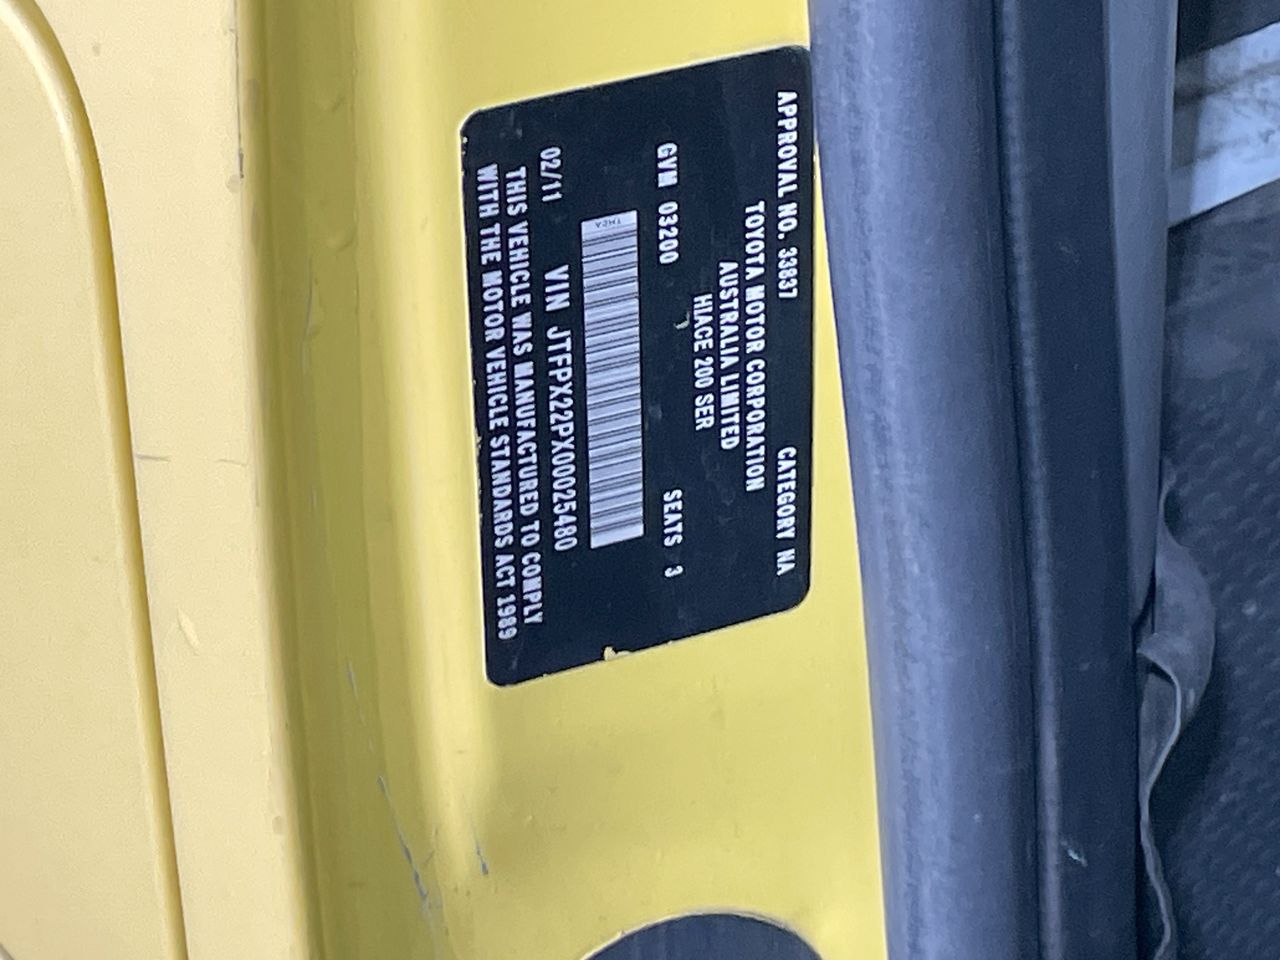 APPROVAL NO. 33837 CATEGORY NA
TOYOTA MOTOR CORPORATION
AUSTRALIA LIMITED
HIACE 200 SER
GVM 03200 SEATS 3
TMCA
02/11 VIN JTFPX22PX00025480
THIS VEHICLE WAS MANUFACTURED TO COMPLY
WITH THE MOTOR VEHICLE STANDARDS ACT 1989